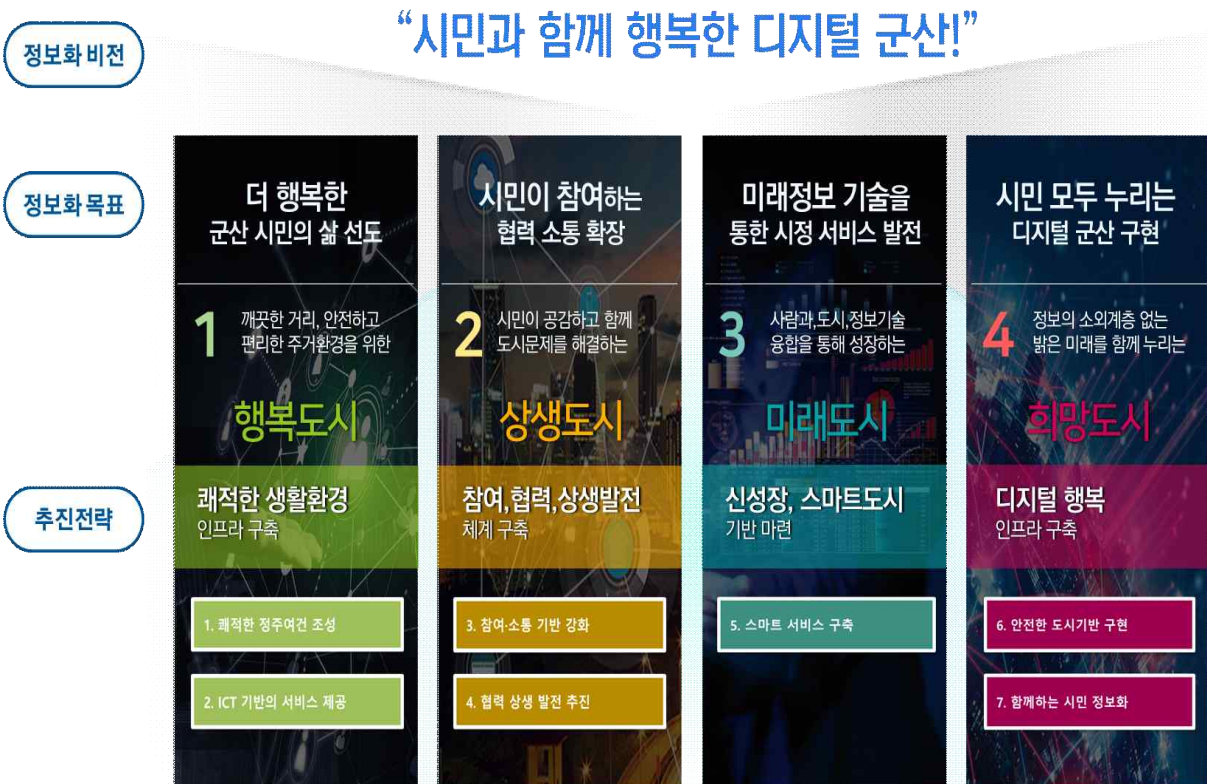 정보화 비전
“시민과 함께 행복한 디지털 군산!”
정보화 목표
더 행복한
군산 시민의 삶 선도
1
깨끗한 거리, 안전하고
편리한 주거환경을 위한
행복도시
시민이 참여하는
협력 소통 확장
2
시민이 공감하고 함께
도시문제를 해결하는
상생도시
미래정보 기술을
통한 시정 서비스 발전
3
사람과,도시,정보기술
융합을 통해 성장하는
미래도시
시민 모두 누리는
디지털 군산 구현
4
정보의 소외계층 없는
밝은 미래를 함께 누리는
희망도시
추진전략
쾌적한 생활환경
인프라 구축
1. 쾌적한 정주여건 조성
2. ICT 기반의 서비스 제공
참여,협력,상생발전
체계 구축
3. 참여·소통 기반 강화
4. 협력 상생 발전 추진
신성장, 스마트도시
기반 마련
5. 스마트 서비스 구축
디지털 행복
인프라 구축
6. 안전한 도시기반 구현
7. 함께하는 시민 정보화